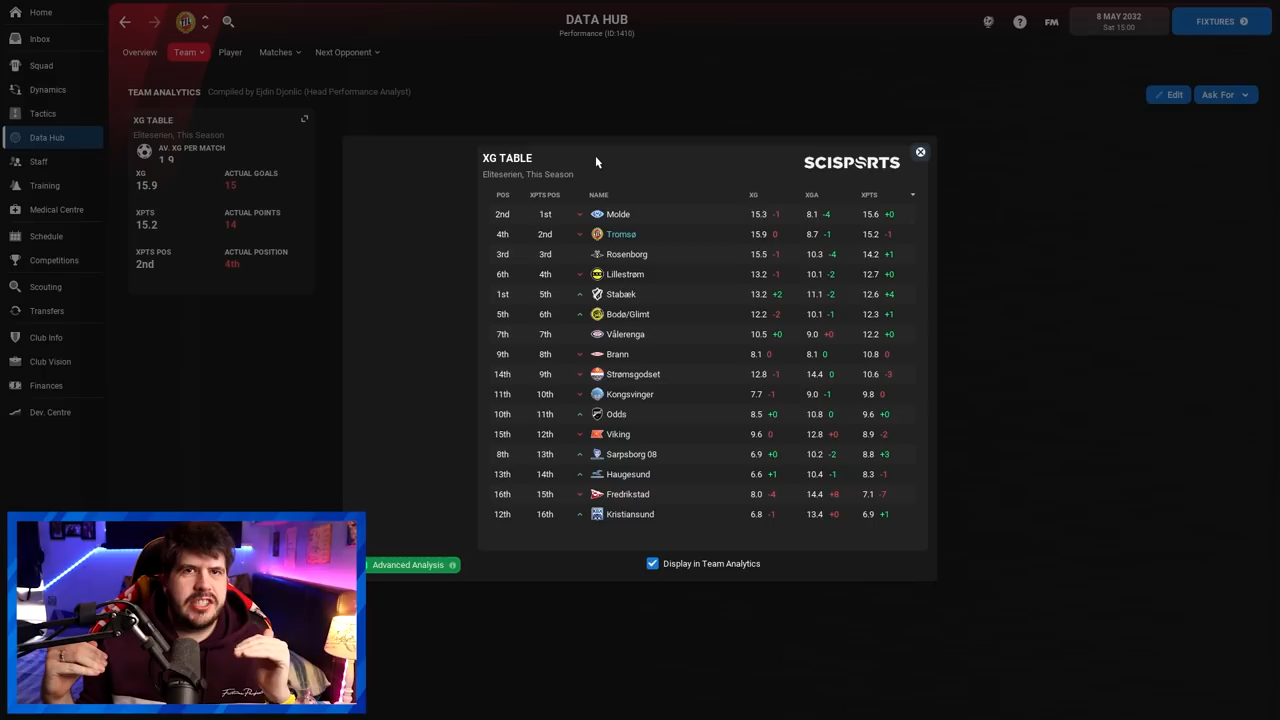 Home
Inbox
Squad
Dynamics
Tactics
Data Hub
Staff
Training
Medical Centre
Schedule
Competitions
Scouting
Transfers
Club Info
Club Vision
Finances
Dev. Centre
DATA HUB
Performance (ID:1410)
FM
8 MAY 2032
Sat 15:00
FIXTURES
Overview Team Player Matches Next Opponent
TEAM ANALYTICS Compiled by Ejdin Djonlic (Head Performance Analyst)
Edit Ask For
XG TABLE
Eliteserien, This Season
AV. XG PER MATCH
1.9
XG ACTUAL GOALS
15.9 15
XPTS ACTUAL POINTS
15.2 14
XPTS POS ACTUAL POSITION
2nd 4th
XG TABLE
Eliteserien, This Season
SCISPORTS
POS XPTS POS NAME XG XGA XPTS
2nd 1st Molde 15.3 -1 8.1 -4 15.6 +0
4th 2nd Tromsø 15.9 0 8.7 -1 15.2 -1
3rd 3rd Rosenborg 15.5 -1 10.3 -4 14.2 +1
6th 4th Lillestrøm 13.2 -1 10.1 -2 12.7 +0
1st 5th Stabæk 13.2 +2 11.1 -2 12.6 +4
5th 6th Bodø/Glimt 12.2 -2 10.1 -1 12.3 +1
7th 7th Vålerenga 10.5 +0 9.0 +0 12.2 +0
9th 8th Brann 8.1 0 8.1 0 10.8 0
14th 9th Strømsgodset 12.8 -1 14.4 0 10.6 -3
11th 10th Kongsvinger 7.7 -1 9.0 -1 9.8 0
10th 11th Odds 8.5 +0 10.8 0 9.6 +0
15th 12th Viking 9.6 0 12.8 +0 8.9 -2
8th 13th Sarpsborg 08 6.9 +0 10.2 -2 8.8 +3
13th 14th Haugesund 6.6 +1 10.4 -1 8.3 -1
16th 15th Fredrikstad 8.0 -4 14.4 +8 7.1 -7
12th 16th Kristiansund 6.8 -1 13.4 +0 6.9 +1
Advanced Analysis
Display in Team Analytics